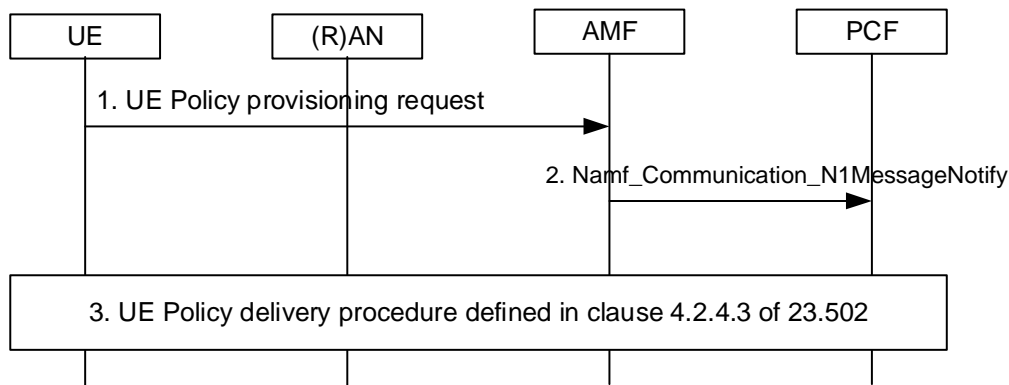 UE
(R)AN
AMF
PCF
1. UE Policy provisioning request
2. Namf_Communication_N1MessageNotify
3. UE Policy delivery procedure defined in clause 4.2.4.3 of 23.502